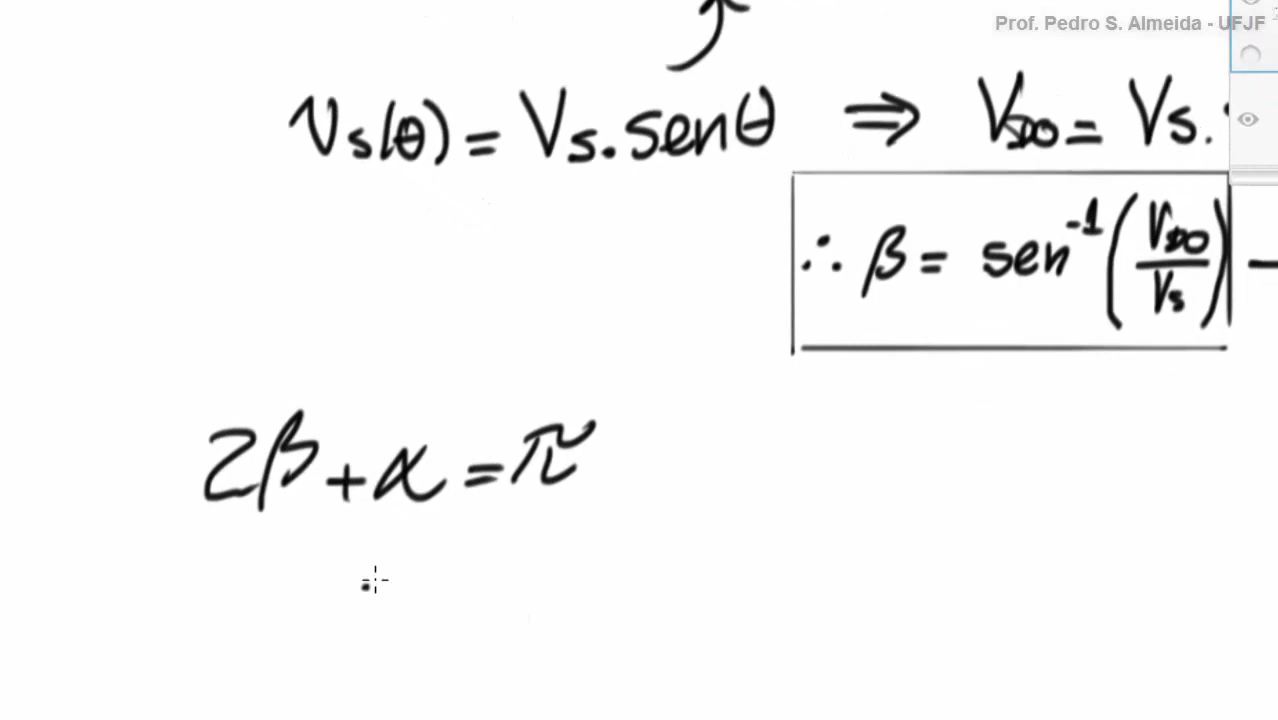 Prof. Pedro S. Almeida - UFJF
Vs(θ) = Vs. senθ ⇒ VDO = Vs.
∴ β = sen⁻¹(VDO/Vs) -
2β + α = π